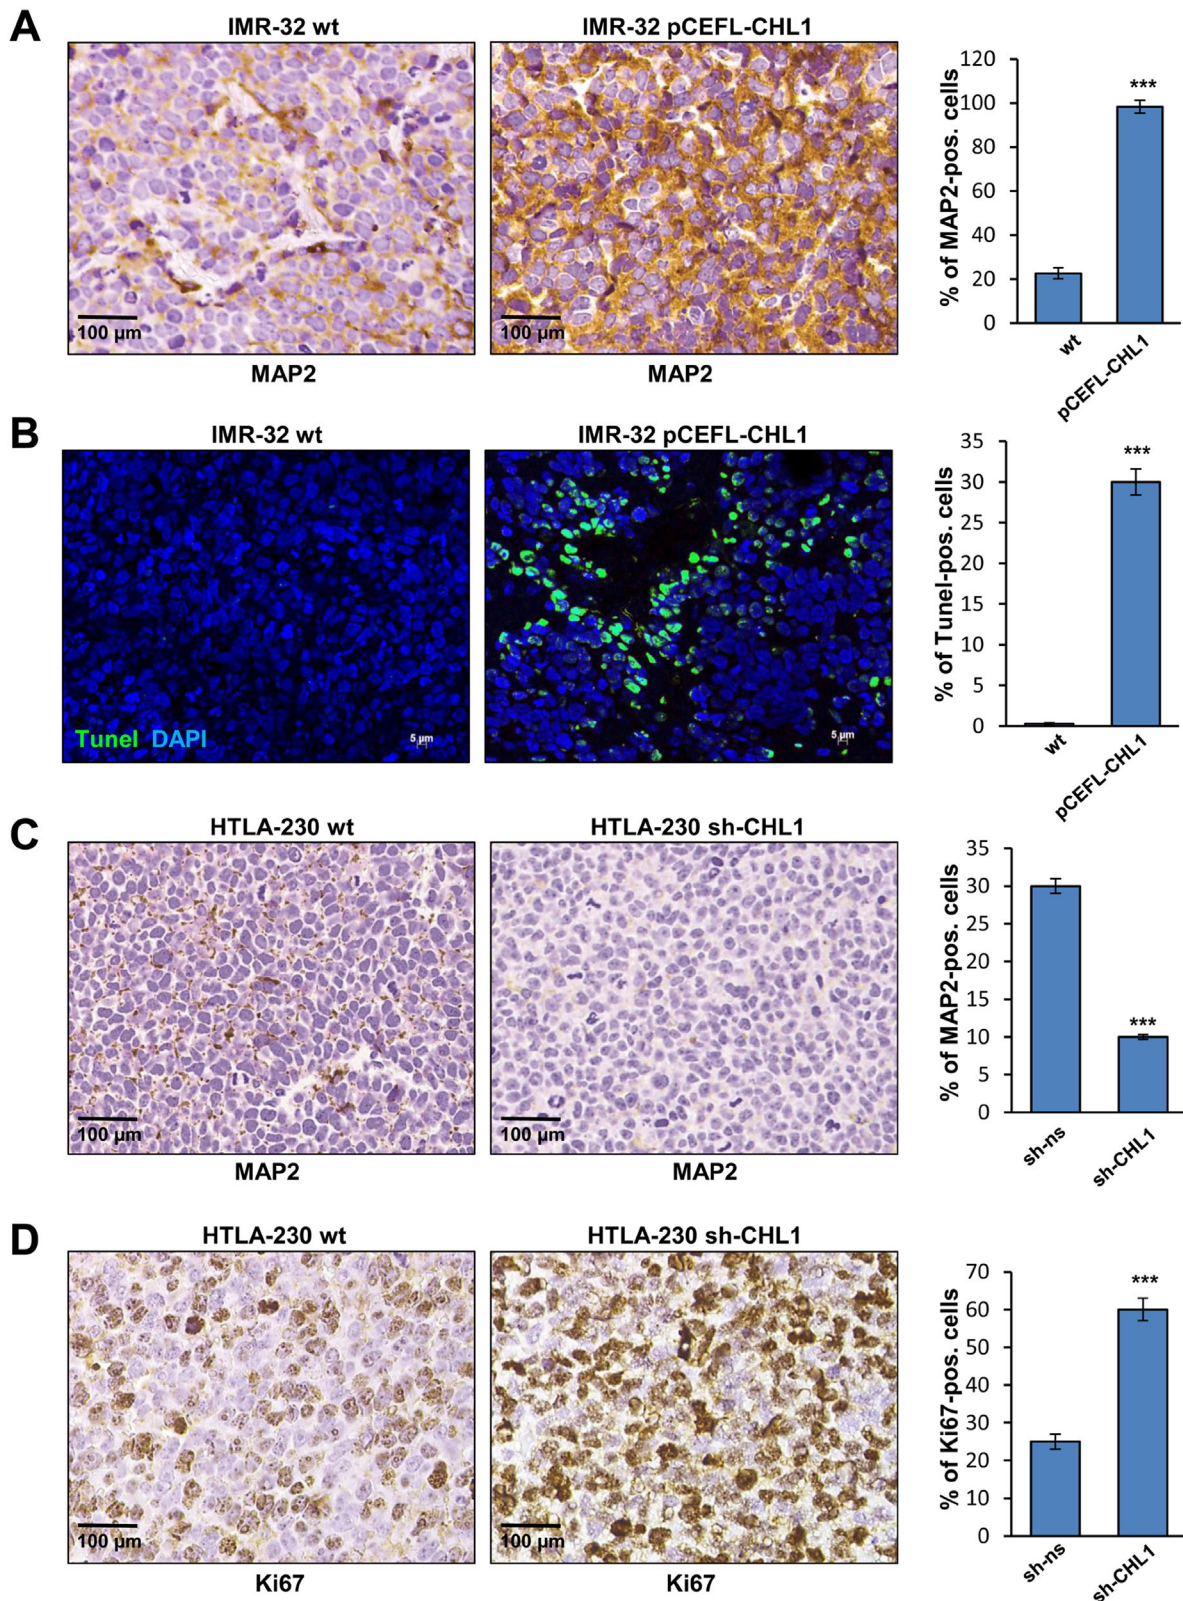 A
IMR-32 wt
IMR-32 pCEFL-CHL1
100 µm
100 µm
MAP2
MAP2
% of MAP2-pos. cells
120
100
80
60
40
20
0
***
wt
pCEFL-CHL1
B
IMR-32 wt
IMR-32 pCEFL-CHL1
Tunel DAPI
5 µm
5 µm
% of Tunel-pos. cells
35
30
25
20
15
10
5
0
***
wt
pCEFL-CHL1
C
HTLA-230 wt
HTLA-230 sh-CHL1
100 µm
100 µm
MAP2
MAP2
% of MAP2-pos. cells
35
30
25
20
15
10
5
0
***
sh-ns
sh-CHL1
D
HTLA-230 wt
HTLA-230 sh-CHL1
100 µm
100 µm
Ki67
Ki67
% of Ki67-pos. cells
70
60
50
40
30
20
10
0
***
sh-ns
sh-CHL1